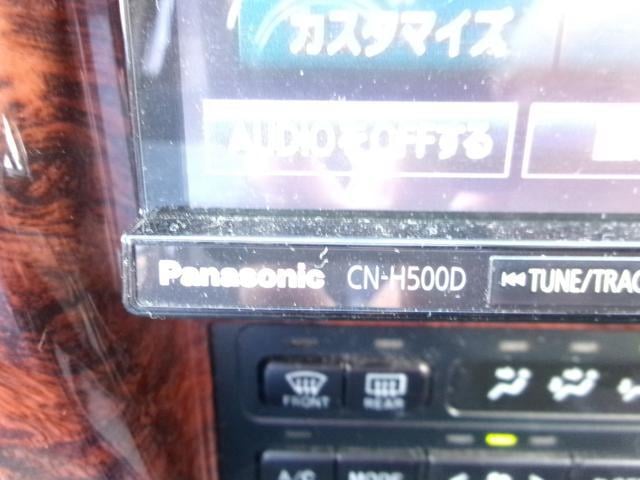 カスタマイズ
AUDIOをOFFする
Panasonic CN-H500D ⏮TUNE/TRAC
FRONT REAR
A/C MODE